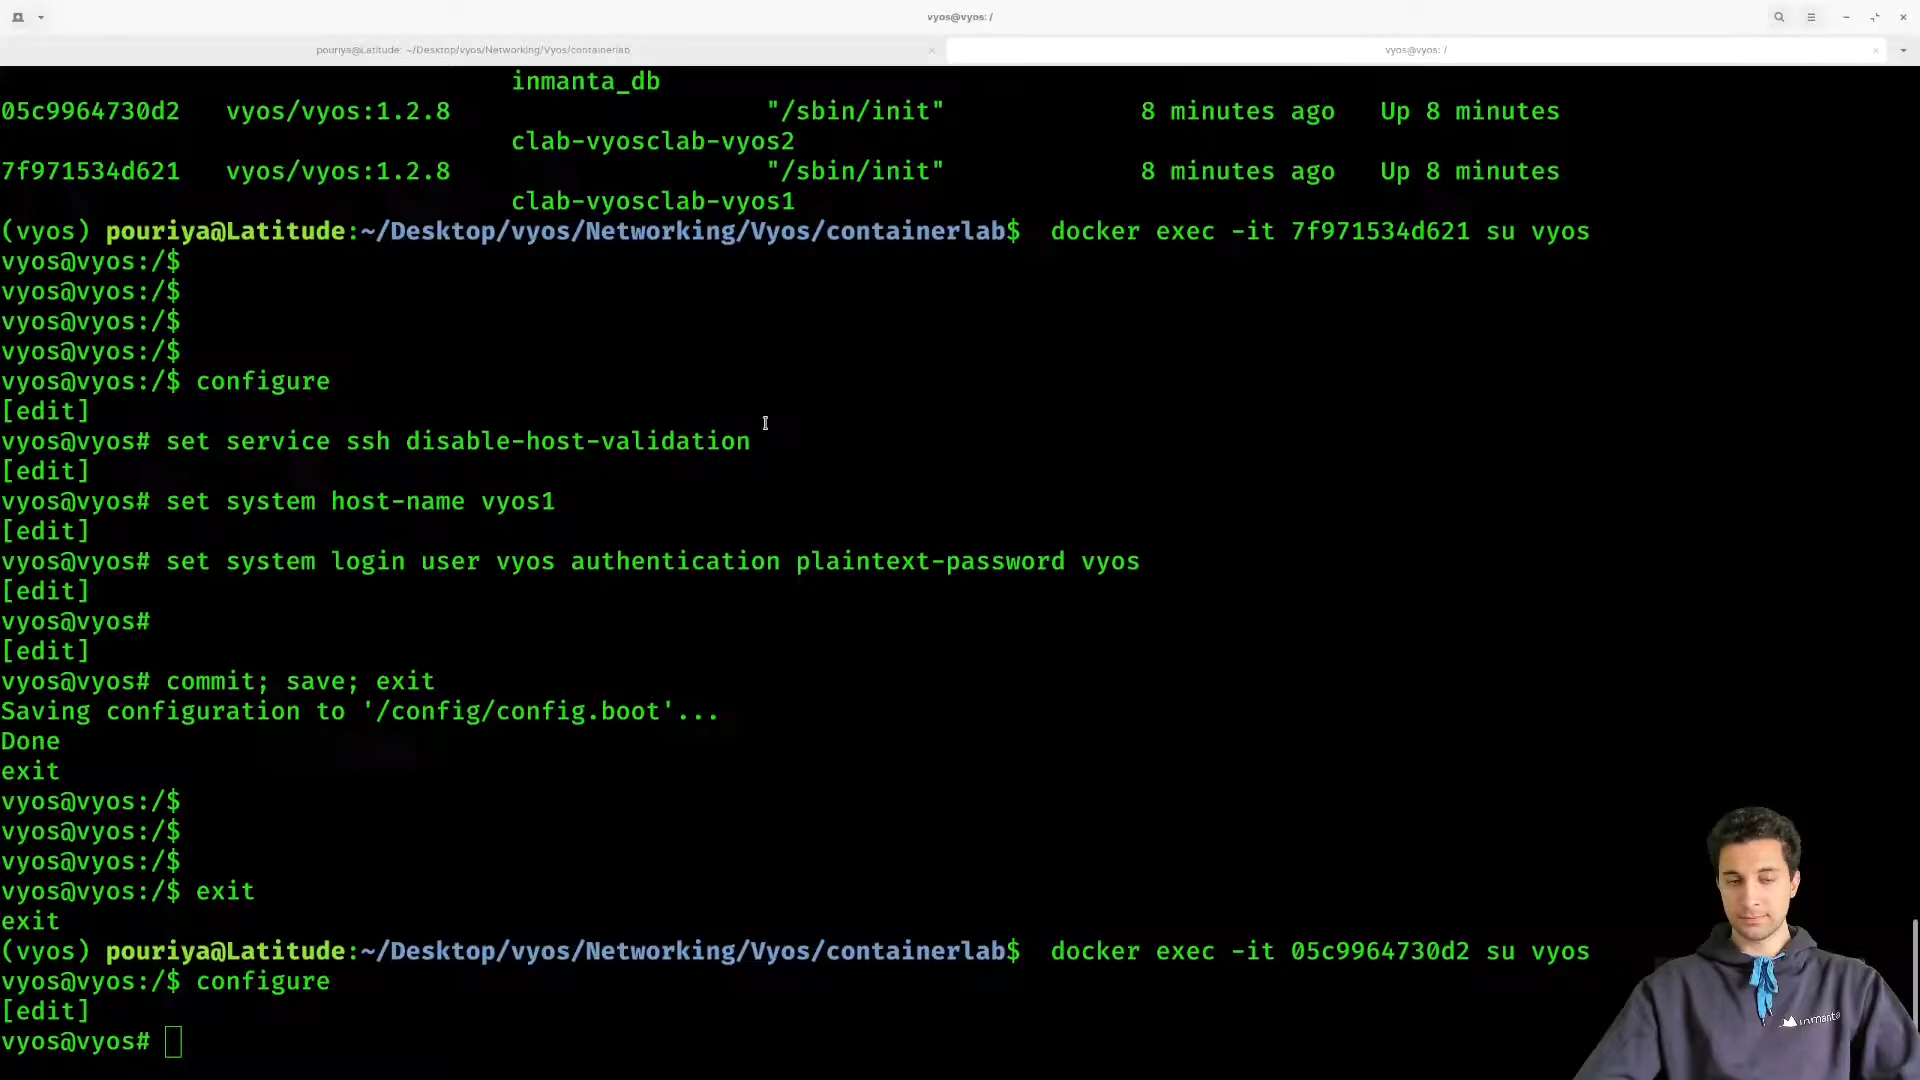 vyos@vyos: /
pouriya@Latitude: ~/Desktop/vyos/Networking/Vyos/containerlab
vyos@vyos: /
inmanta_db
05c9964730d2 vyos/vyos:1.2.8 "/sbin/init" 8 minutes ago Up 8 minutes
clab-vyosclab-vyos2
7f971534d621 vyos/vyos:1.2.8 "/sbin/init" 8 minutes ago Up 8 minutes
clab-vyosclab-vyos1
(vyos) pouriya@Latitude:~/Desktop/vyos/Networking/Vyos/containerlab$ docker exec -it 7f971534d621 su vyos
vyos@vyos:/$
vyos@vyos:/$
vyos@vyos:/$
vyos@vyos:/$
vyos@vyos:/$ configure
[edit]
vyos@vyos# set service ssh disable-host-validation
[edit]
vyos@vyos# set system host-name vyos1
[edit]
vyos@vyos# set system login user vyos authentication plaintext-password vyos
[edit]
vyos@vyos#
[edit]
vyos@vyos# commit; save; exit
Saving configuration to '/config/config.boot'...
Done
exit
vyos@vyos:/$
vyos@vyos:/$
vyos@vyos:/$
vyos@vyos:/$ exit
exit
(vyos) pouriya@Latitude:~/Desktop/vyos/Networking/Vyos/containerlab$ docker exec -it 05c9964730d2 su vyos
vyos@vyos:/$ configure
[edit]
vyos@vyos#
inmanta